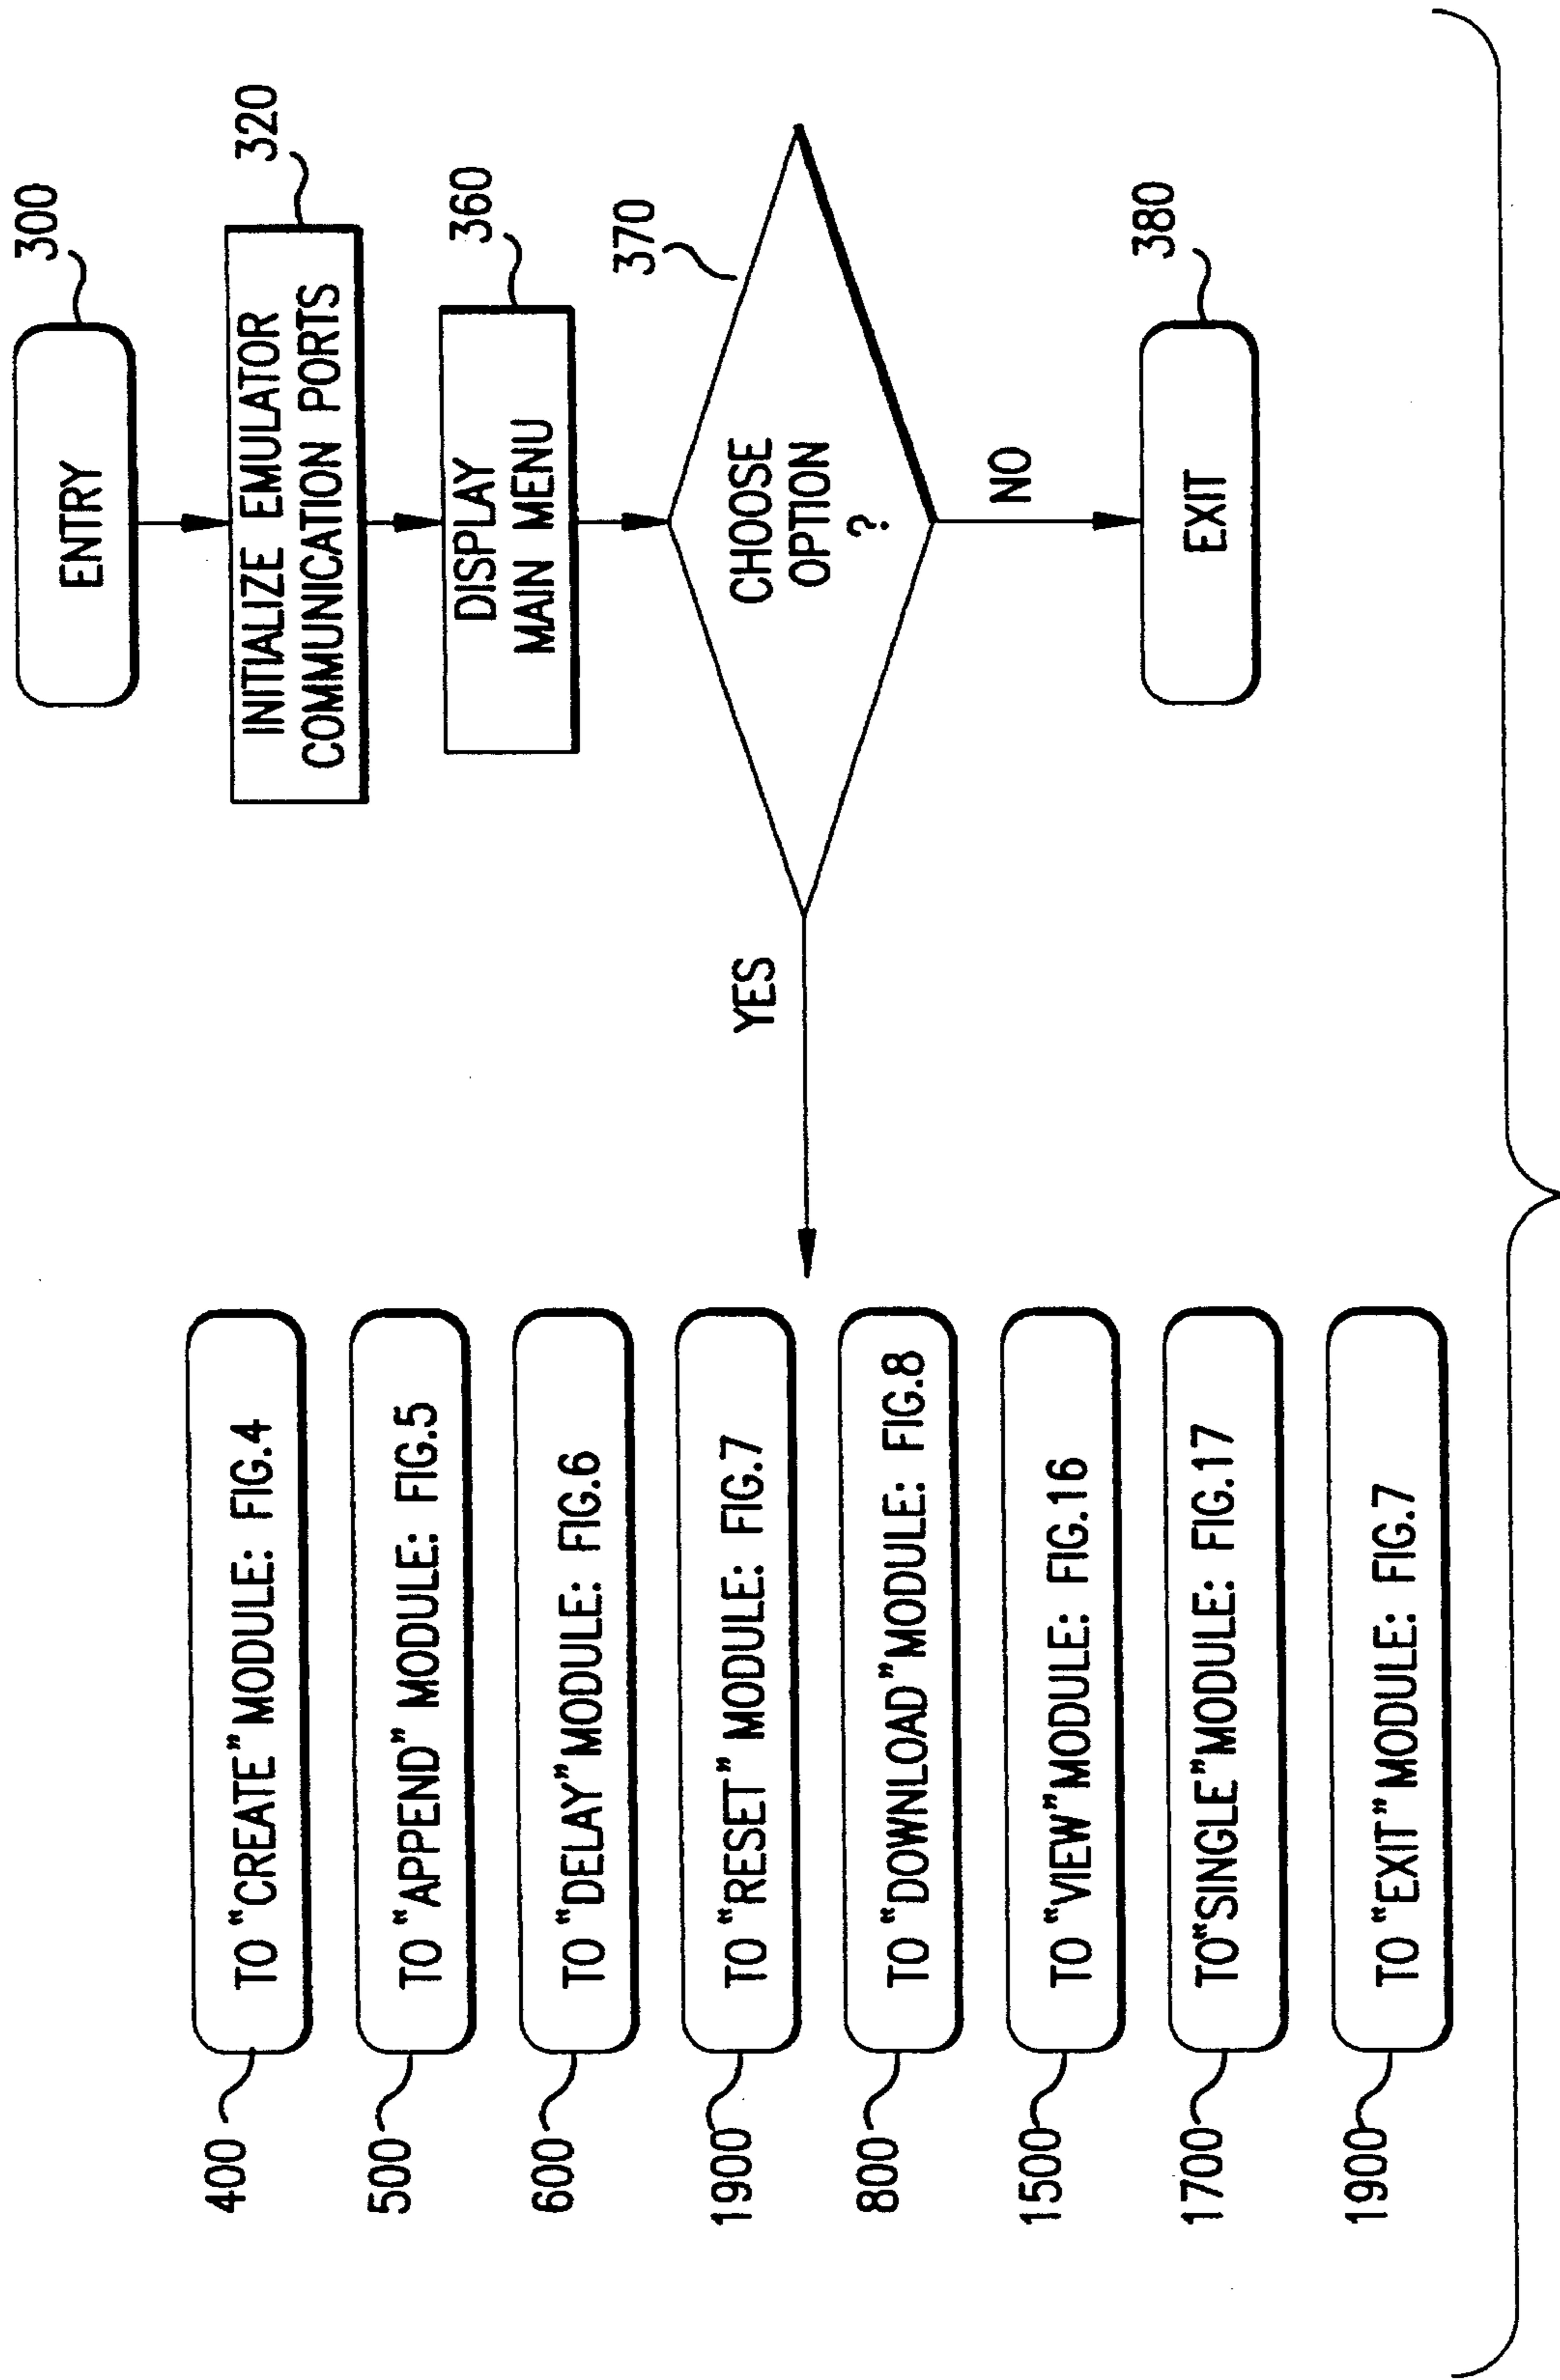 300
ENTRY
320
INITIALIZE EMULATOR
COMMUNICATION PORTS
360
DISPLAY
MAIN MENU
370
CHOOSE
OPTION
?
YES
NO
380
EXIT
400
TO “CREATE” MODULE: FIG.4
500
TO “APPEND” MODULE: FIG.5
600
TO “DELAY” MODULE: FIG.6
1900
TO “RESET” MODULE: FIG.7
800
TO “DOWNLOAD” MODULE: FIG.8
1500
TO “VIEW” MODULE: FIG.16
1700
TO “SINGLE” MODULE: FIG.17
1900
TO “EXIT” MODULE: FIG.7